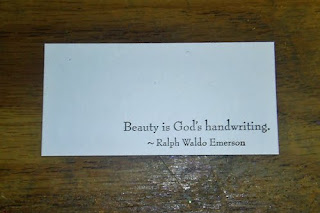 Beauty is God's handwriting.
~ Ralph Waldo Emerson